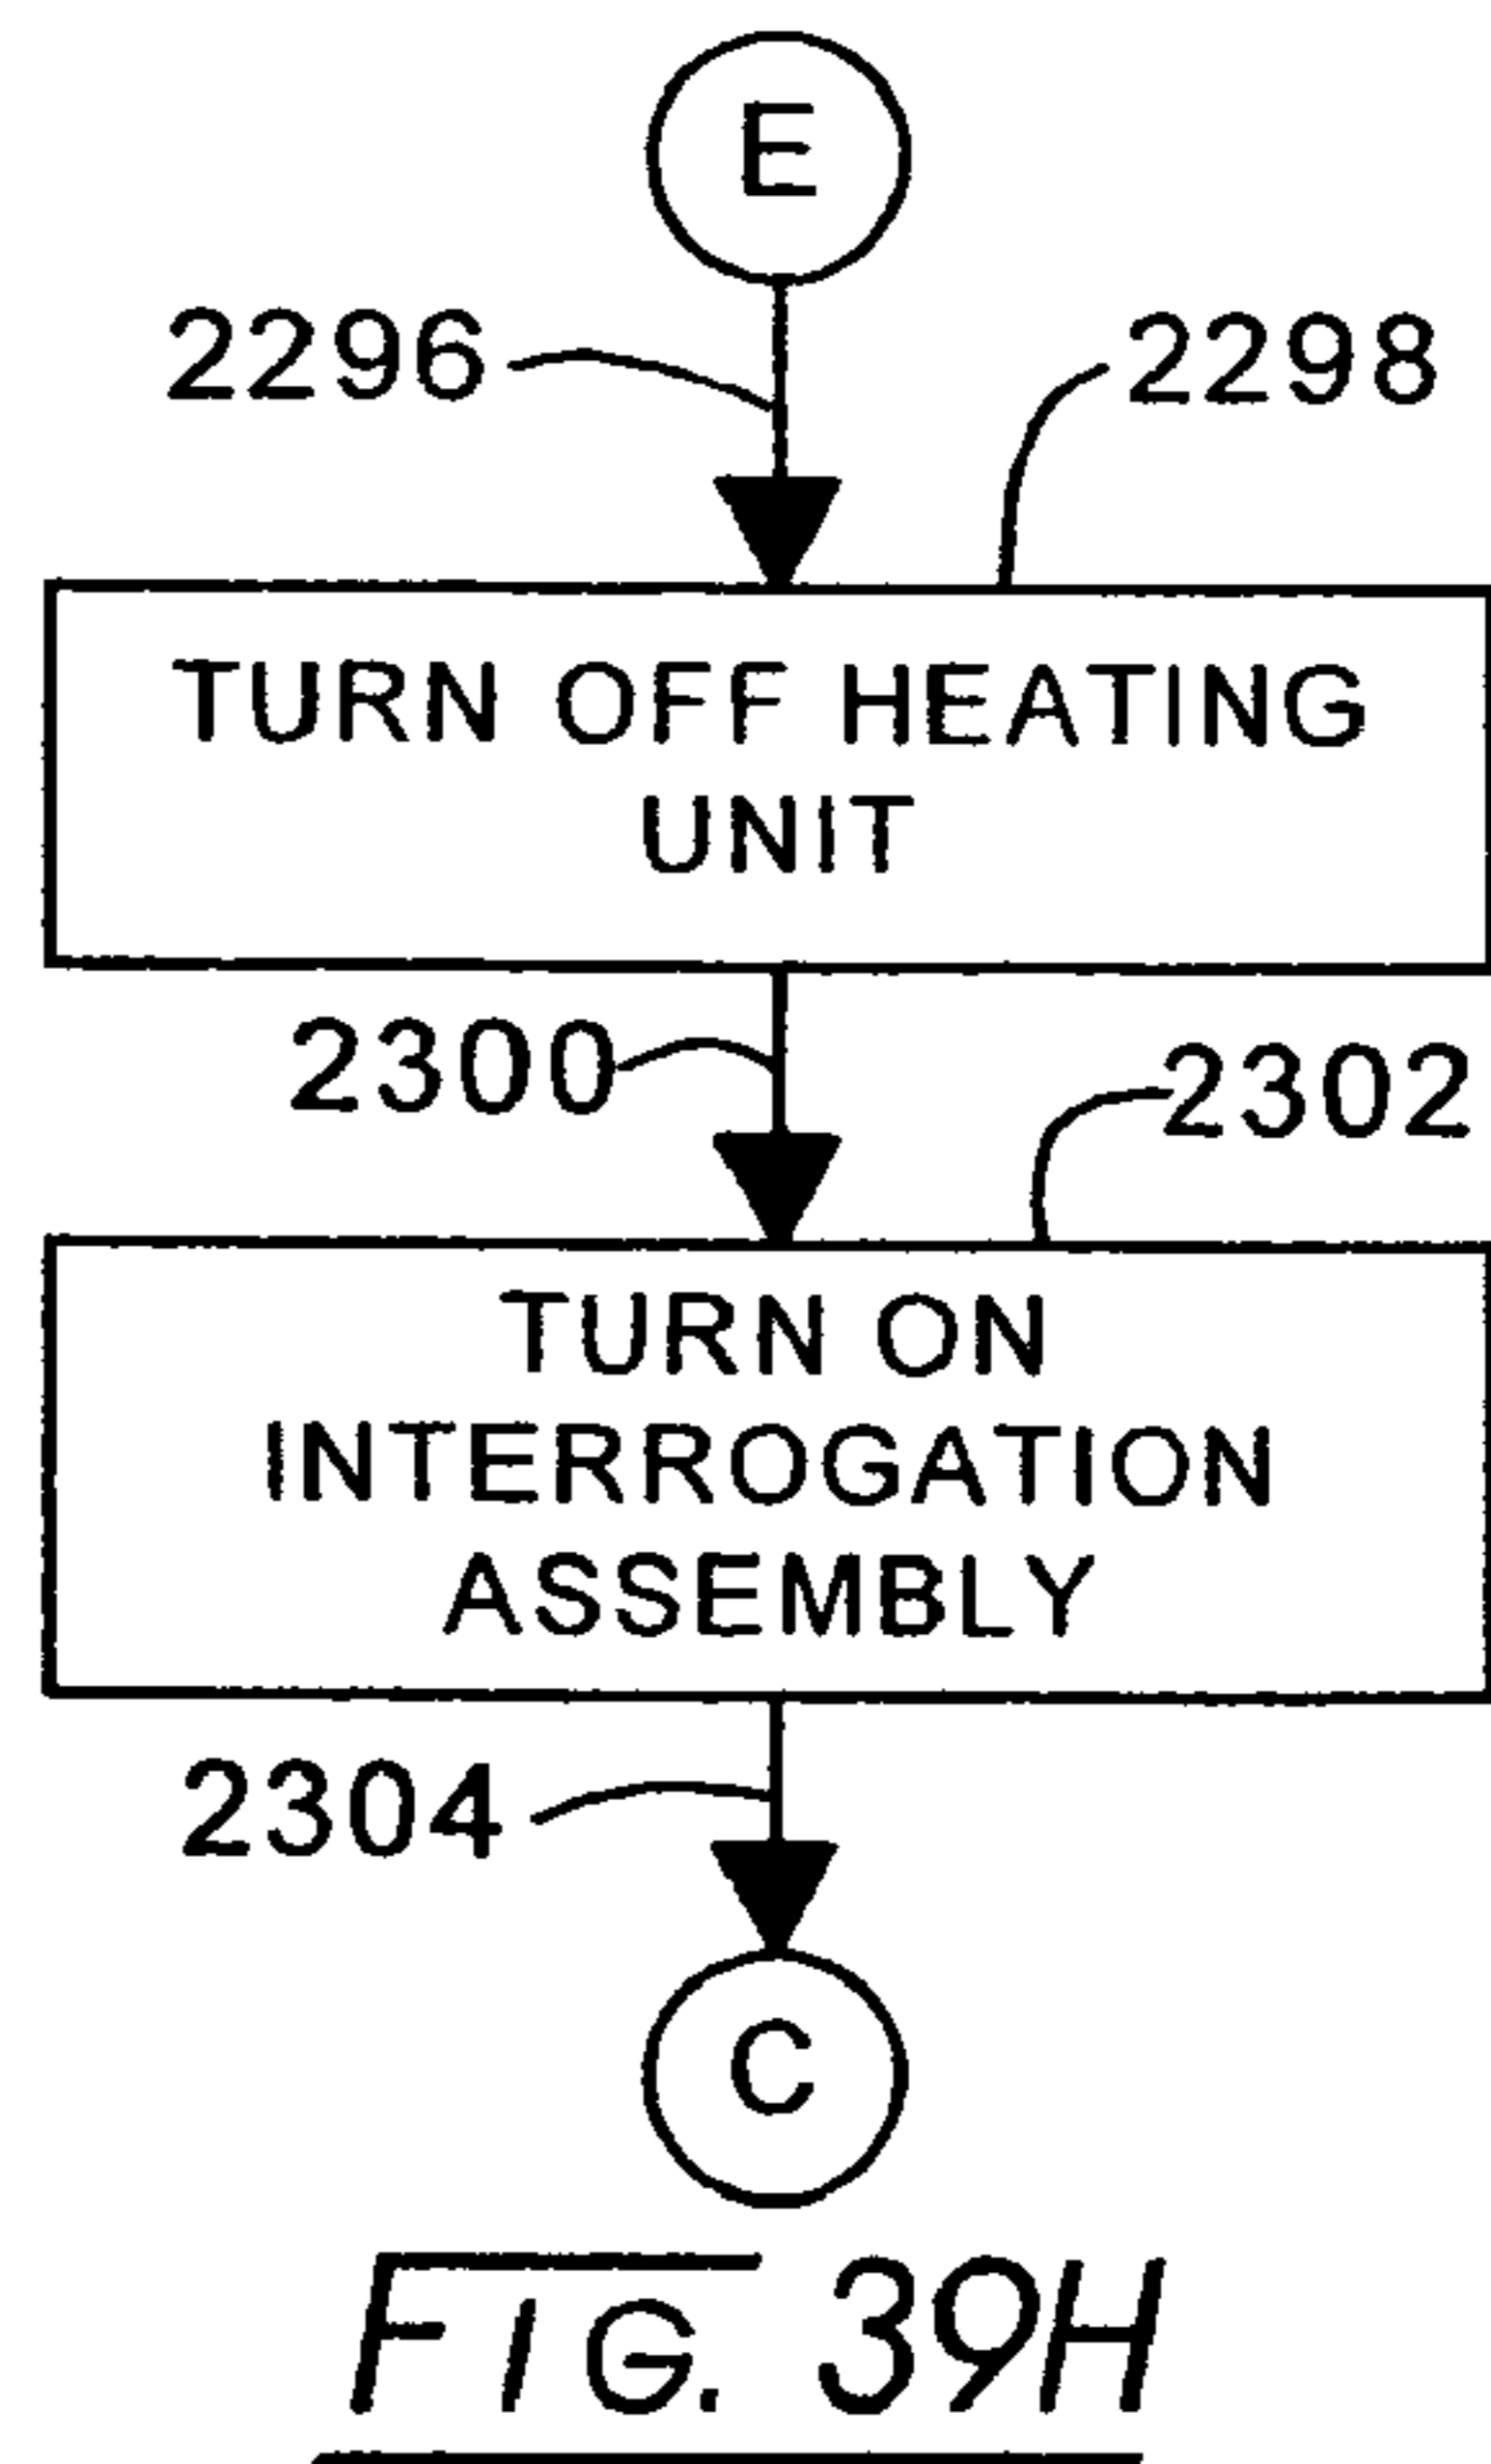 E
2296
2298
TURN OFF HEATING
UNIT
2300
2302
TURN ON
INTERROGATION
ASSEMBLY
2304
C
FIG. 39H